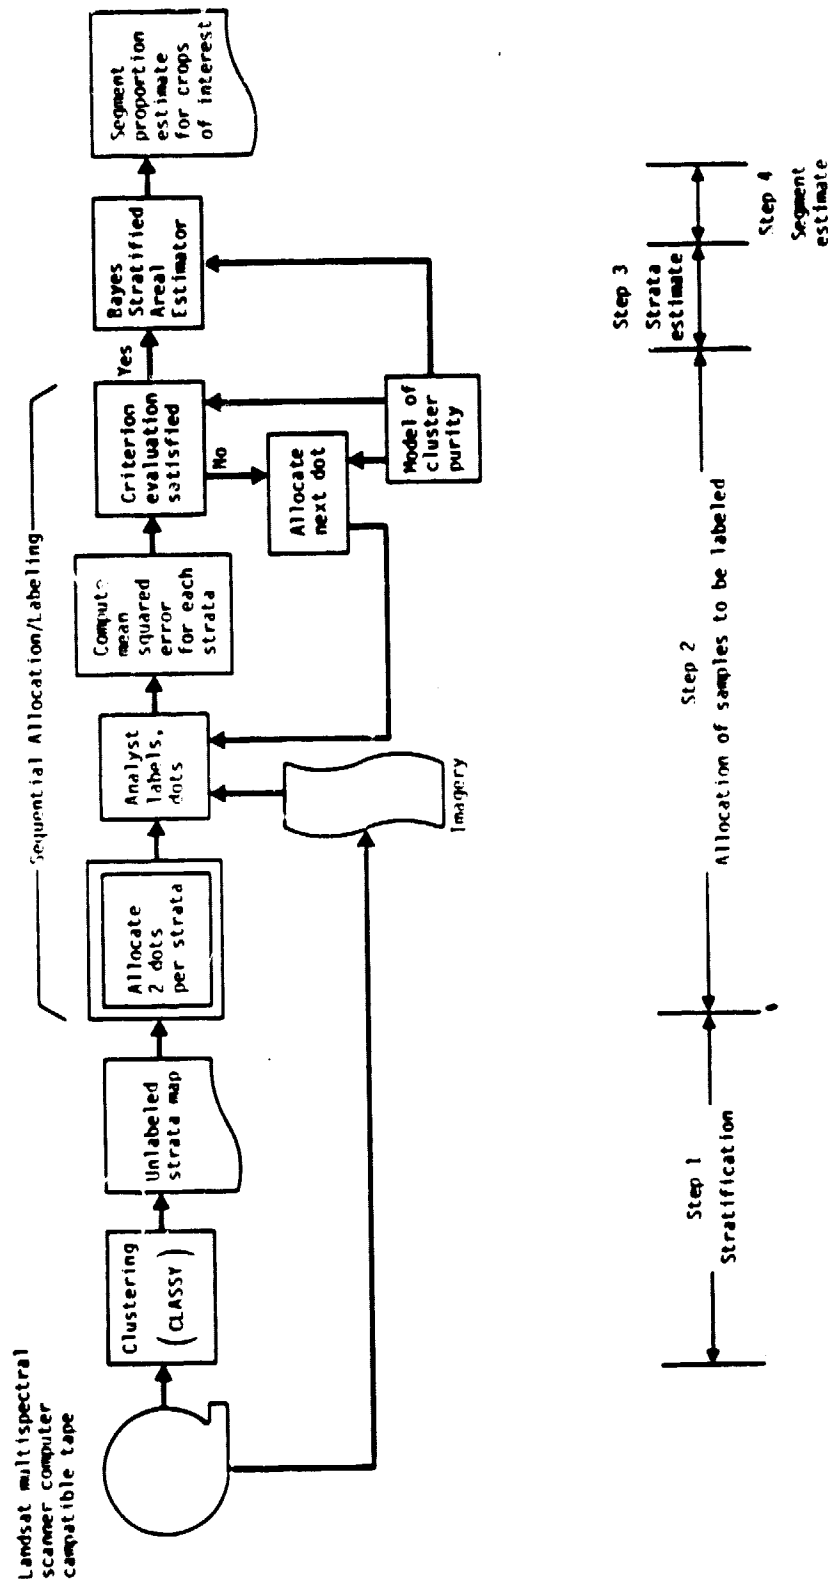 Landsat multispectral
scanner computer
campatible tape
Clustering
(CLASSY)
Unlabeled
strata map
Sequential Allocation/Labeling
Allocate
2 dots
per strata
Analyst
labels,
dots
Imagery
Compute
mean
squared
error
for each
strata
Criterion
evaluation
satisfied
Yes
No
Allocate
next dot
Model of
cluster
purity
Bayes
Stratified
Areal
Estimator
Segment
proportion
estimate
for crops
of interest
Step 1
Stratification
Step 2
Allocation of samples to be labeled
Step 3
Strata
estimate
Step 4
Segment
estimate